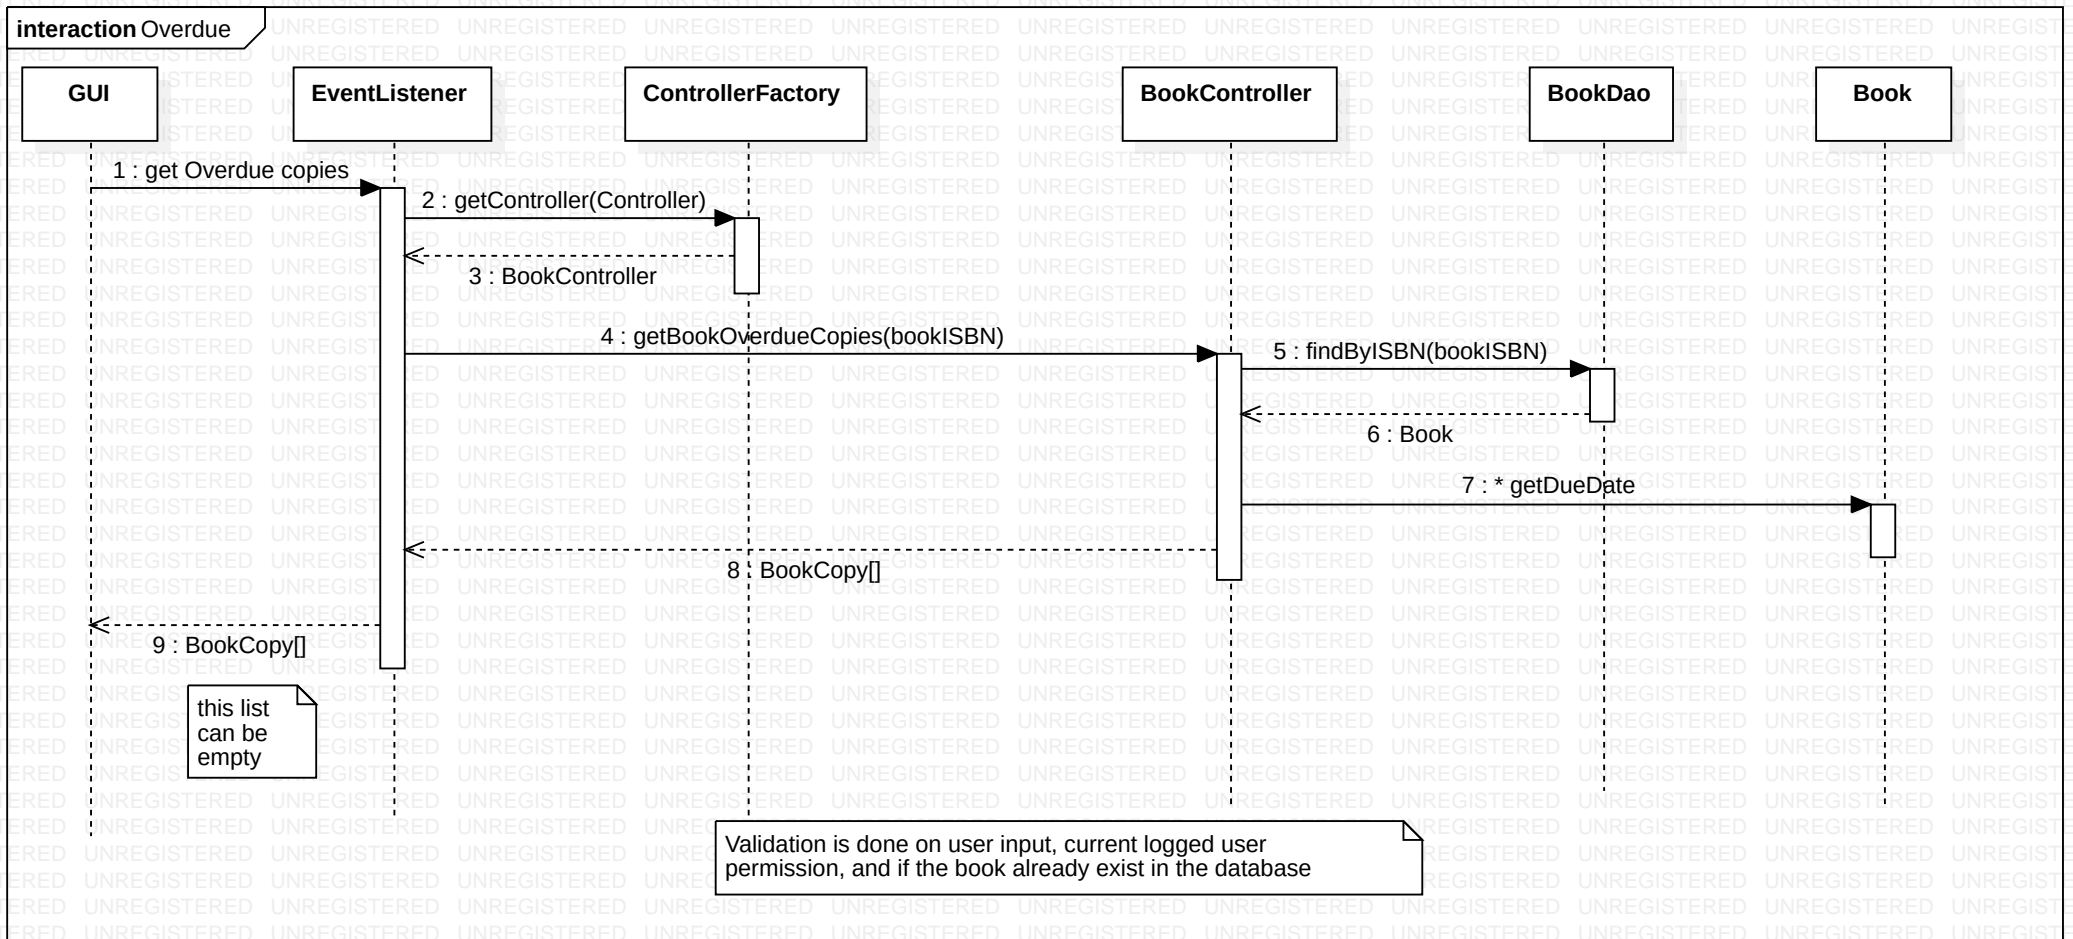 interaction Overdue
GUI
EventListener
ControllerFactory
BookController
BookDao
Book
1 : get Overdue copies
2 : getController(Controller)
3 : BookController
4 : getBookOverdueCopies(bookISBN)
5 : findByISBN(bookISBN)
6 : Book
7 : * getDueDate
8 : BookCopy[]
9 : BookCopy[]
this list
can be
empty
Validation is done on user input, current logged user
permission, and if the book already exist in the database
UNREGISTERED